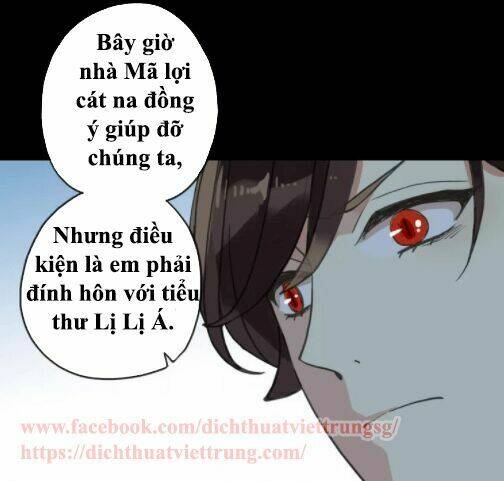 Bây giờ
nhà Mã lợi
cát na đồng
ý giúp đỡ
chúng ta,
Nhưng điều
kiện là em phải
đính hôn với tiểu
thư Lị Lị Á.
www.facebook.com/dichthuatviettrungsg/
https://dichthuatviettrung.com/